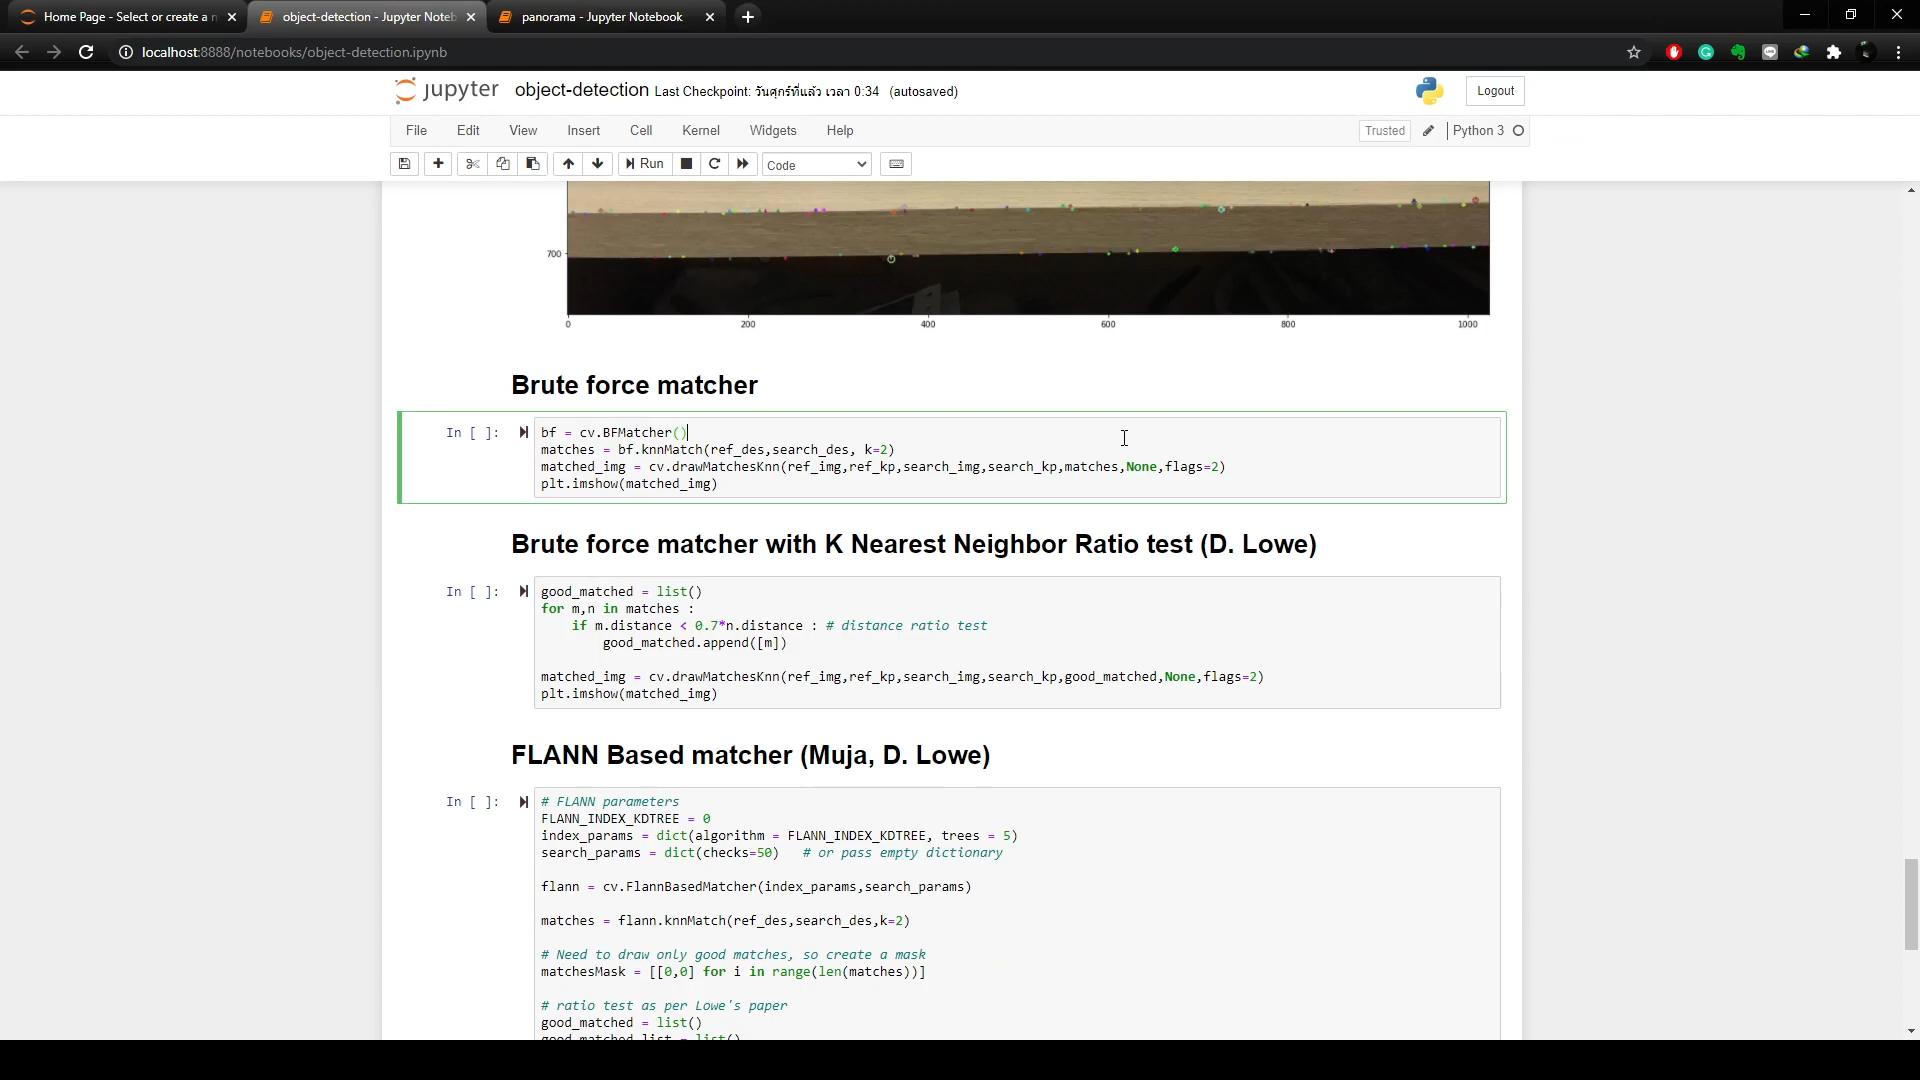 Home Page - Select or create a n
object-detection - Jupyter Noteb
panorama - Jupyter Notebook
localhost:8888/notebooks/object-detection.ipynb
jupyter object-detection Last Checkpoint: วันศุกร์ที่แล้ว เวลา 0:34 (autosaved)
Logout
File Edit View Insert Cell Kernel Widgets Help
Trusted Python 3
Run Code
700
0 200 400 600 800 1000
Brute force matcher
In [ ]: bf = cv.BFMatcher()
matches = bf.knnMatch(ref_des,search_des, k=2)
matched_img = cv.drawMatchesKnn(ref_img,ref_kp,search_img,search_kp,matches,None,flags=2)
plt.imshow(matched_img)
Brute force matcher with K Nearest Neighbor Ratio test (D. Lowe)
In [ ]: good_matched = list()
for m,n in matches :
if m.distance < 0.7*n.distance : # distance ratio test
good_matched.append([m])
matched_img = cv.drawMatchesKnn(ref_img,ref_kp,search_img,search_kp,good_matched,None,flags=2)
plt.imshow(matched_img)
FLANN Based matcher (Muja, D. Lowe)
In [ ]: # FLANN parameters
FLANN_INDEX_KDTREE = 0
index_params = dict(algorithm = FLANN_INDEX_KDTREE, trees = 5)
search_params = dict(checks=50) # or pass empty dictionary
flann = cv.FlannBasedMatcher(index_params,search_params)
matches = flann.knnMatch(ref_des,search_des,k=2)
# Need to draw only good matches, so create a mask
matchesMask = [[0,0] for i in range(len(matches))]
# ratio test as per Lowe's paper
good_matched = list()
good_matched_list = list()